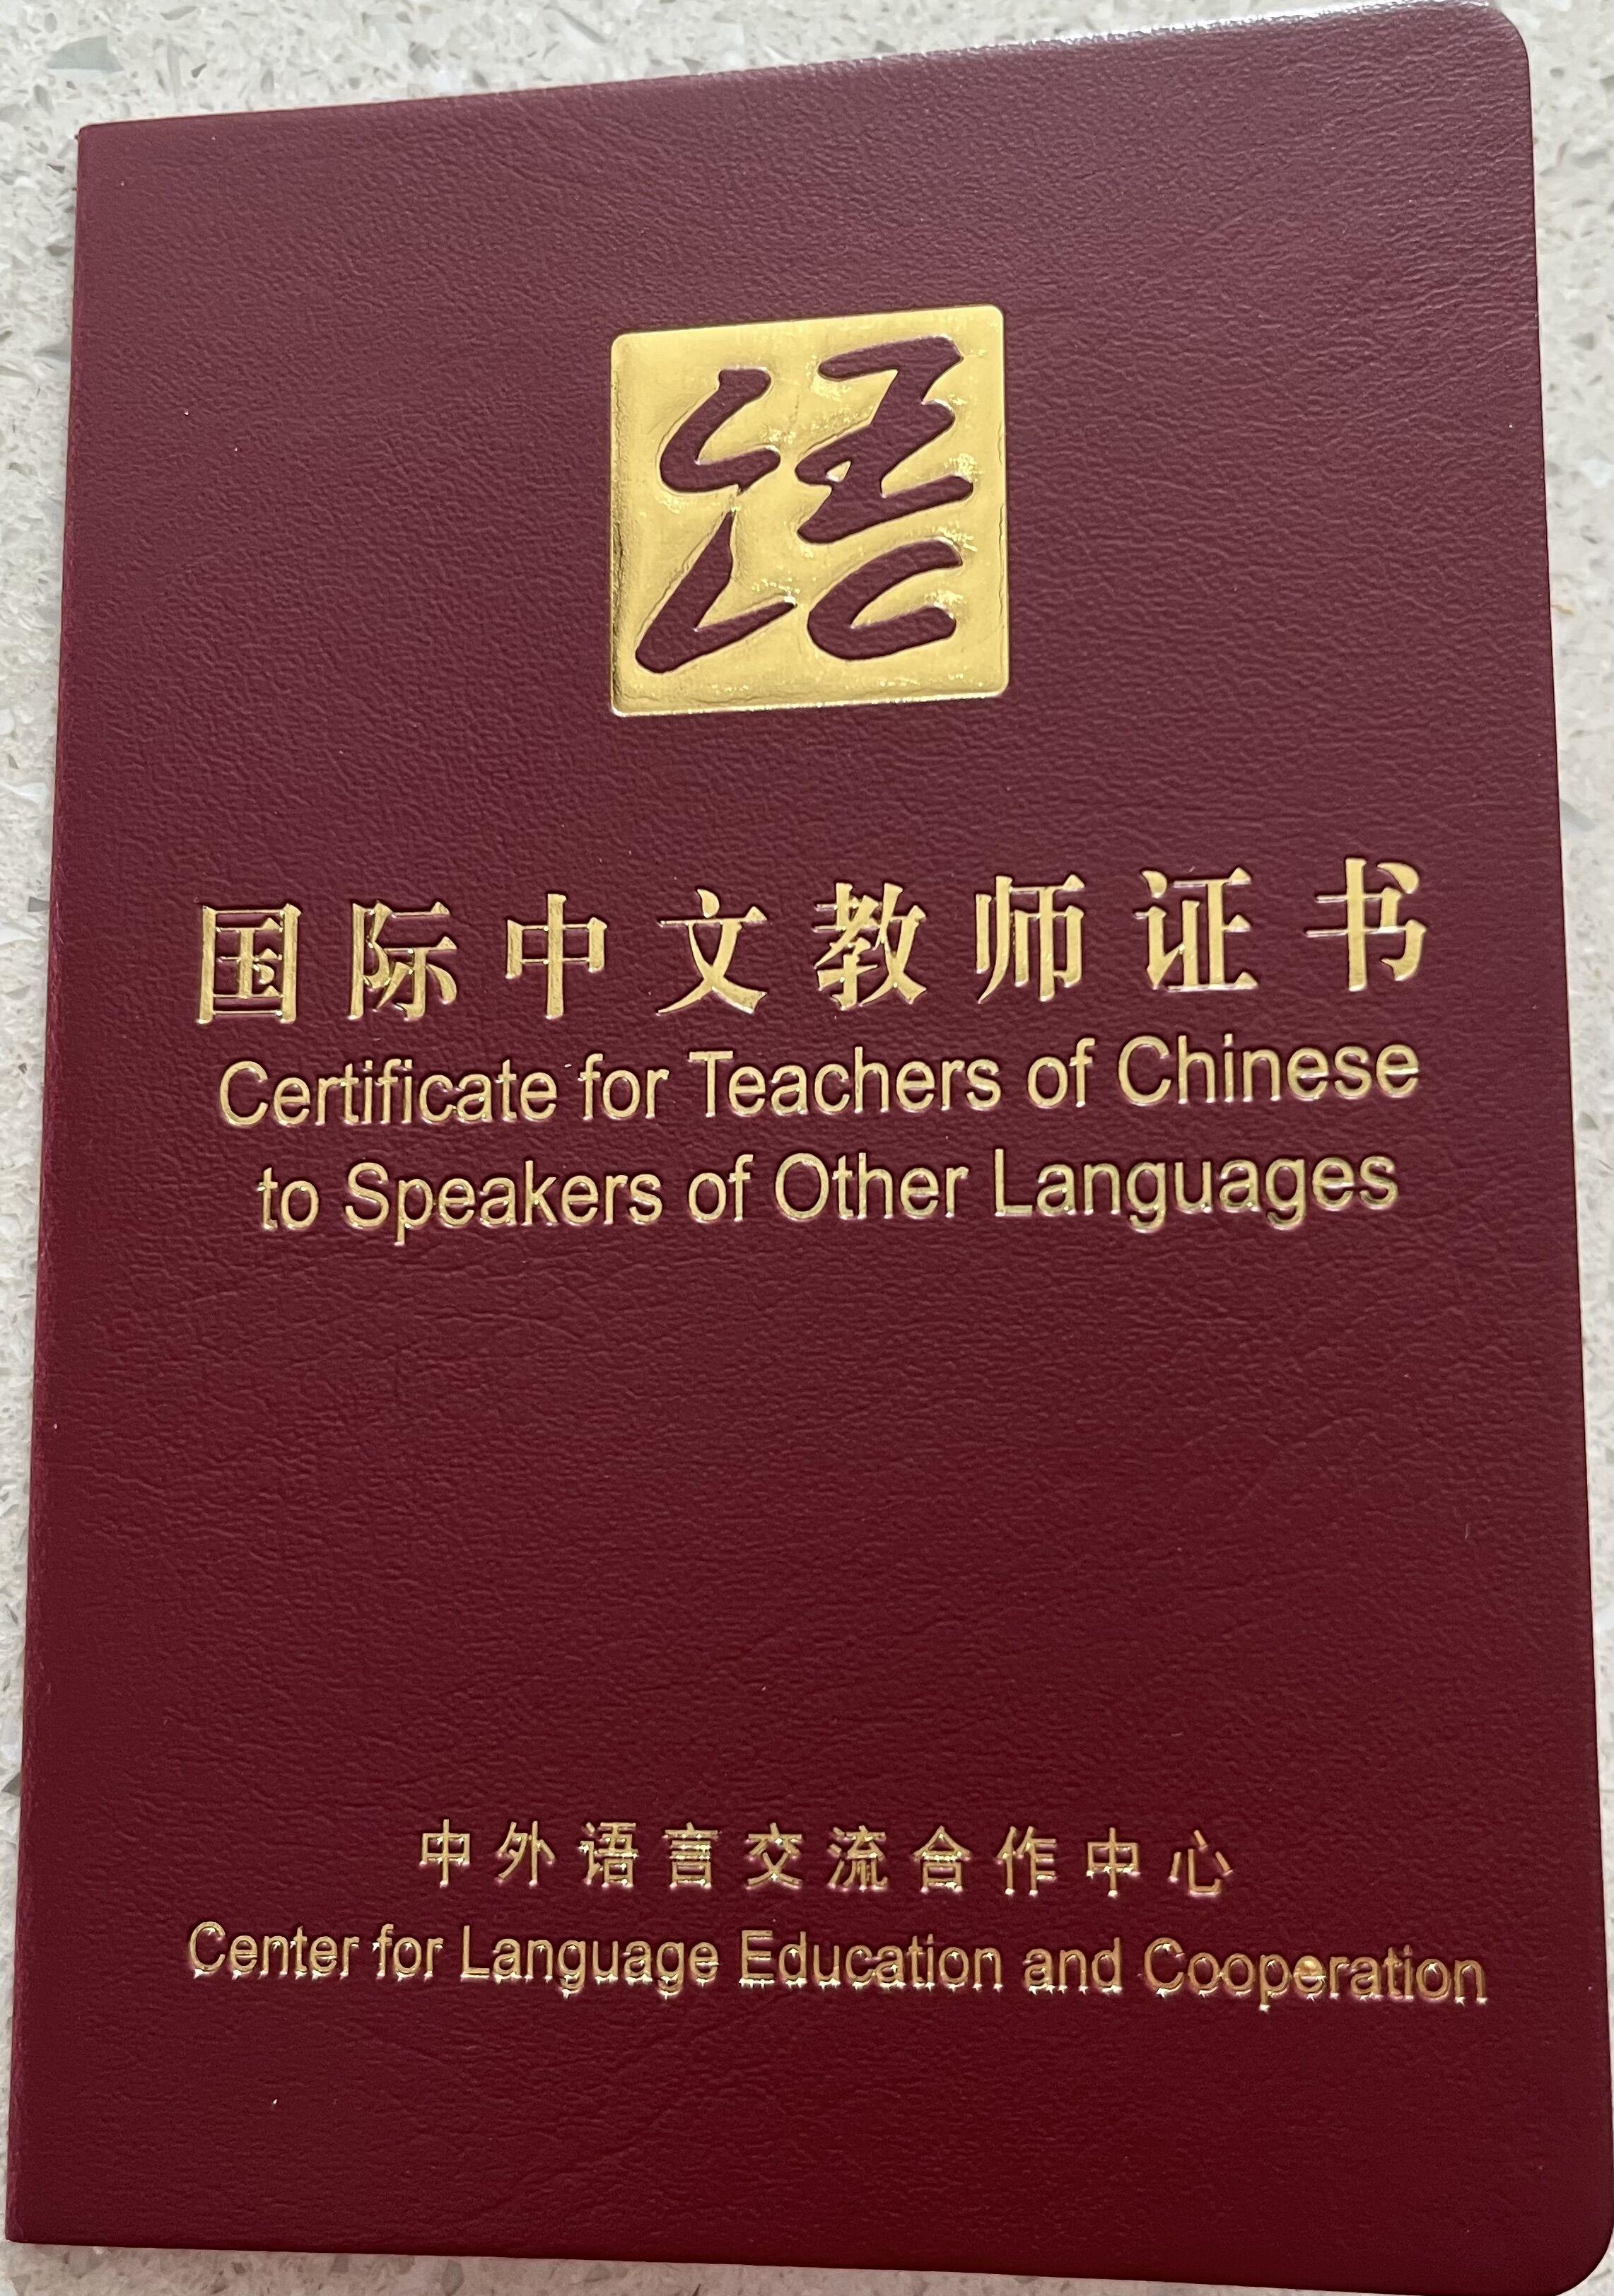 语
国际中文教师证书
Certificate for Teachers of Chinese
to Speakers of Other Languages
中外语言交流合作中心
Center for Language Education and Cooperation